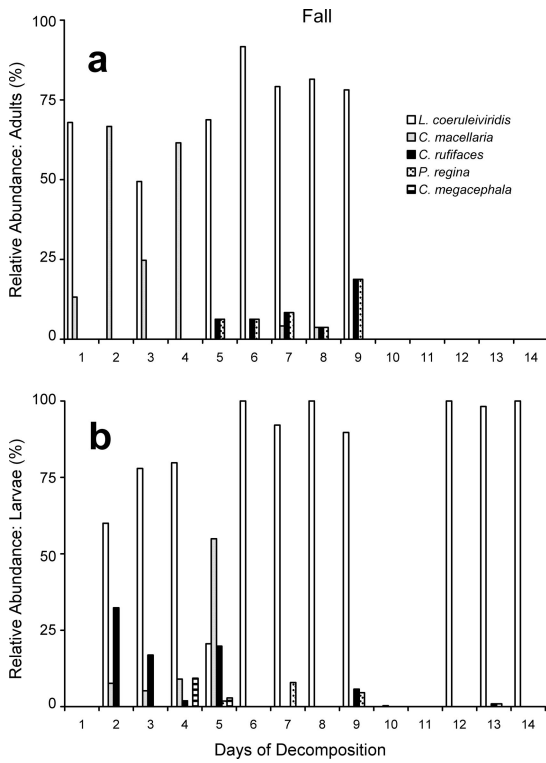 Fall
a
Relative Abundance: Adults (%)
100
75
50
25
0
L. coeruleiviridis
C. macellaria
C. rufifaces
P. regina
C. megacephala
1 2 3 4 5 6 7 8 9 10 11 12 13 14
b
Relative Abundance: Larvae (%)
100
75
50
25
0
1 2 3 4 5 6 7 8 9 10 11 12 13 14
Days of Decomposition